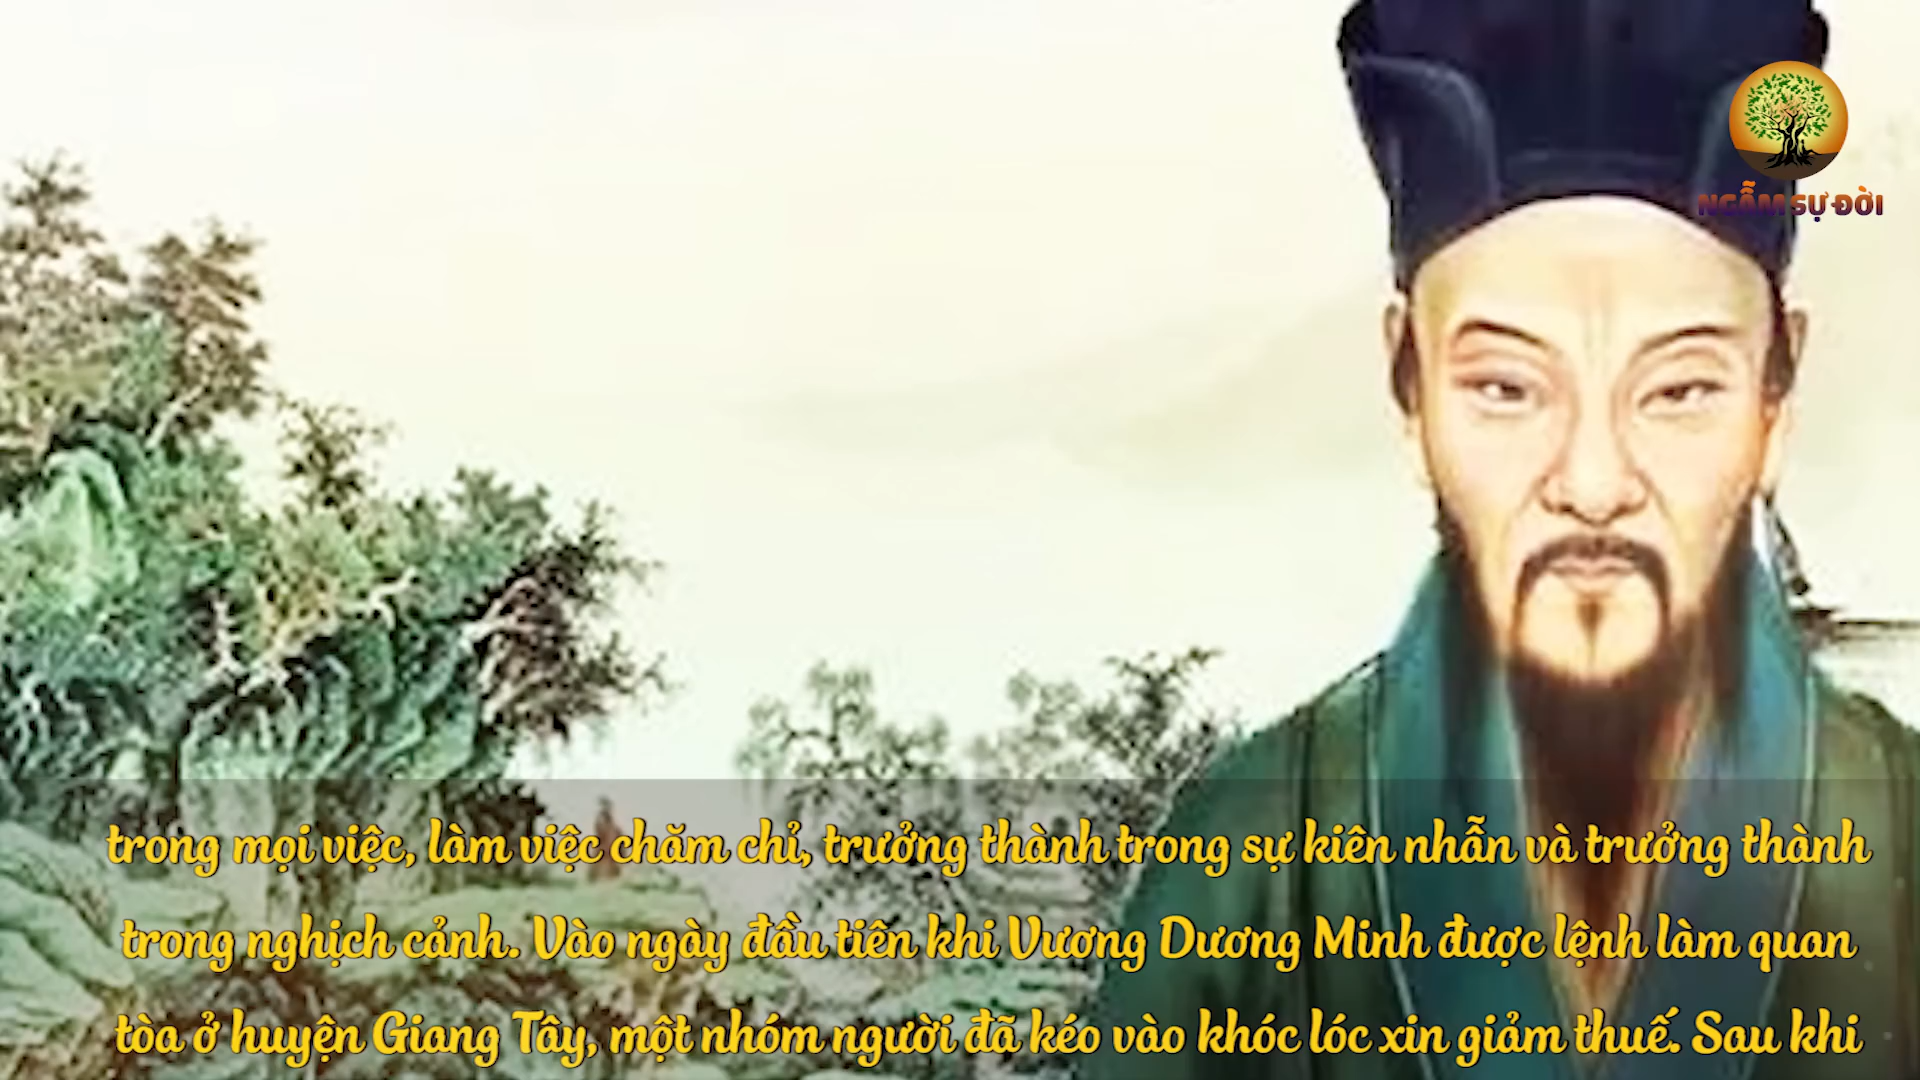 NGẪM SỰ ĐỜI
trong mọi việc, làm việc chăm chỉ, trưởng thành trong sự kiên nhẫn và trưởng thành
trong nghịch cảnh. Vào ngày đầu tiên khi Vương Dương Minh được lệnh làm quan
tòa ở huyện Giang Tây, một nhóm người đã kéo vào khóc lóc xin giảm thuế. Sau khi